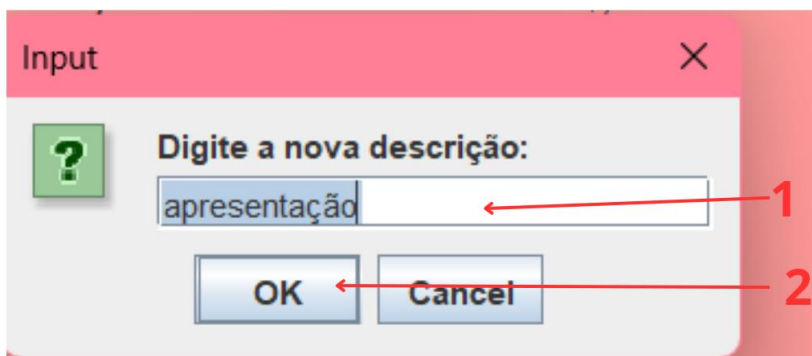 Input
?
Digite a nova descrição:
apresentação
1
OK
Cancel
2